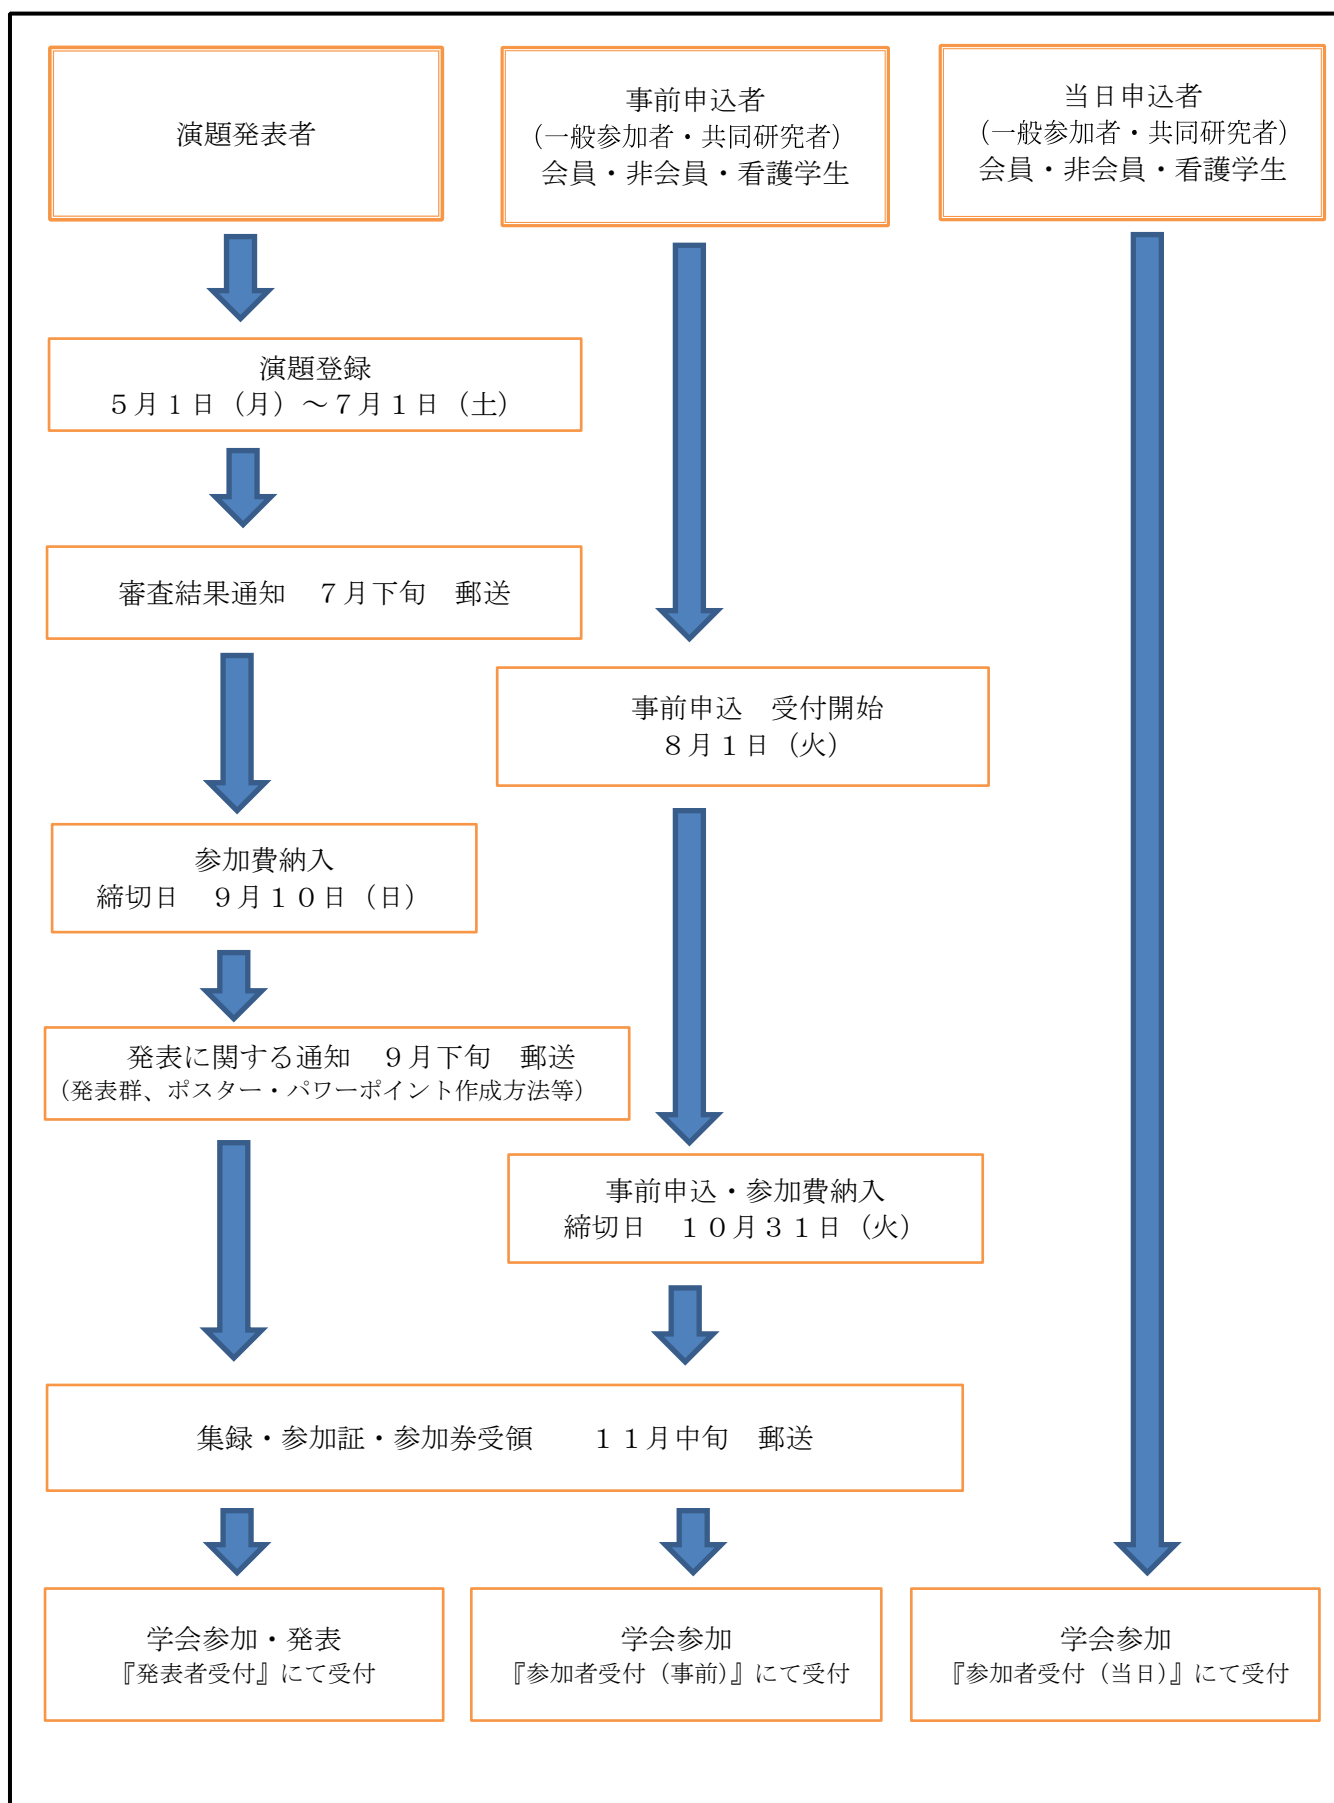 演題発表者
事前申込者
（一般参加者・共同研究者）
会員・非会員・看護学生
当日申込者
（一般参加者・共同研究者）
会員・非会員・看護学生
演題登録
５月１日（月）～７月１日（土）
審査結果通知　７月下旬　郵送
事前申込　受付開始
８月１日（火）
参加費納入
締切日　９月１０日（日）
発表に関する通知　９月下旬　郵送
（発表群、ポスター・パワーポイント作成方法等）
事前申込・参加費納入
締切日　１０月３１日（火）
集録・参加証・参加券受領　　１１月中旬　郵送
学会参加・発表
『発表者受付』にて受付
学会参加
『参加者受付（事前）』にて受付
学会参加
『参加者受付（当日）』にて受付